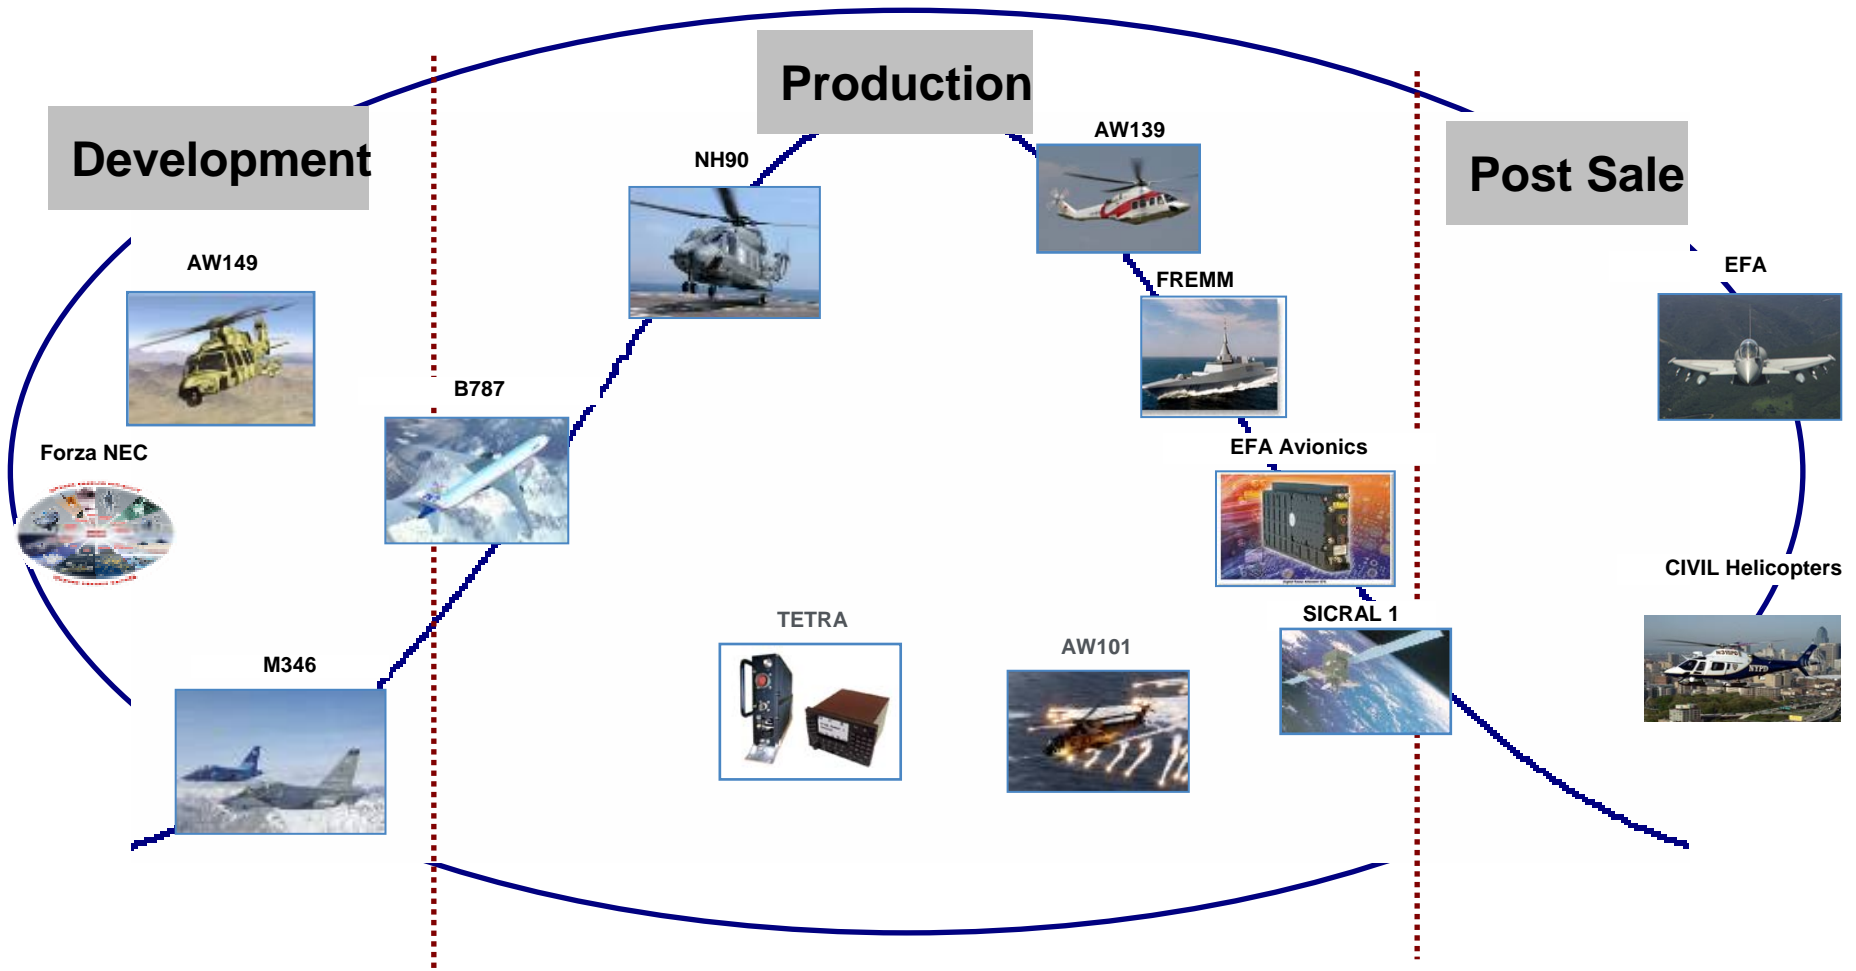 Production
Development
Post Sale
AW139
NH90
AW149
EFA
FREMM
B787
EFA Avionics
Forza NEC
CIVIL Helicopters
SICRAL 1
TETRA
AW101
M346
NYPD